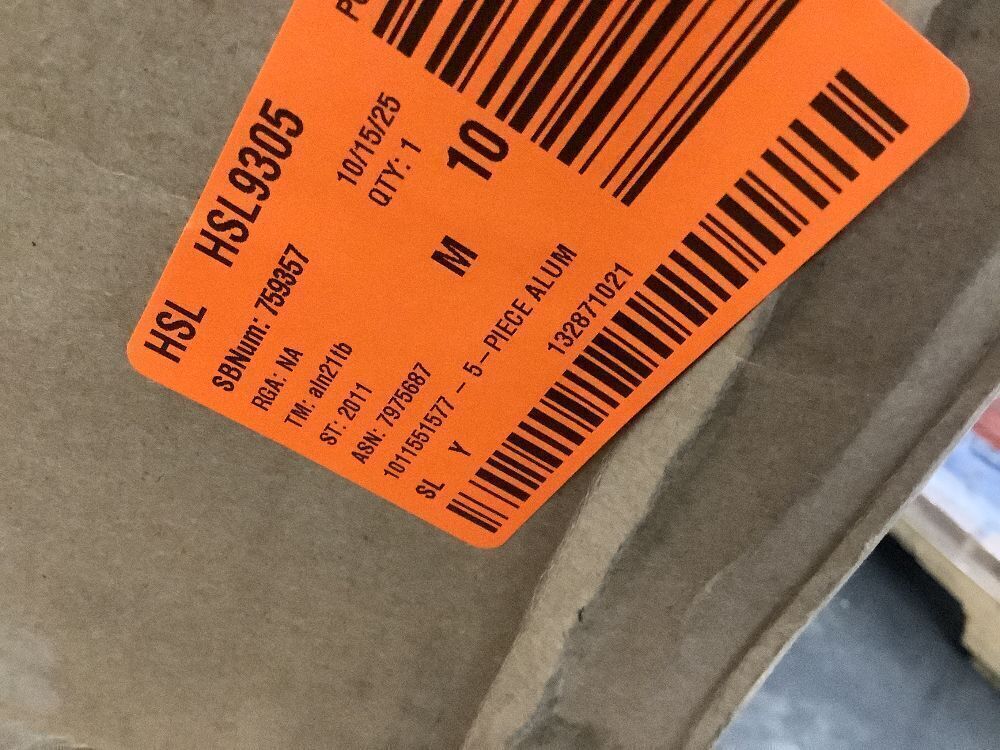 HSL HSL9305
SBNum: 759357
RGA: NA
10/15/25
TM: aln21lb
QTY: 1
ST: 2011
M 10
ASN: 7975687
1011551577 - 5-PIECE ALUM
SL Y
132871021